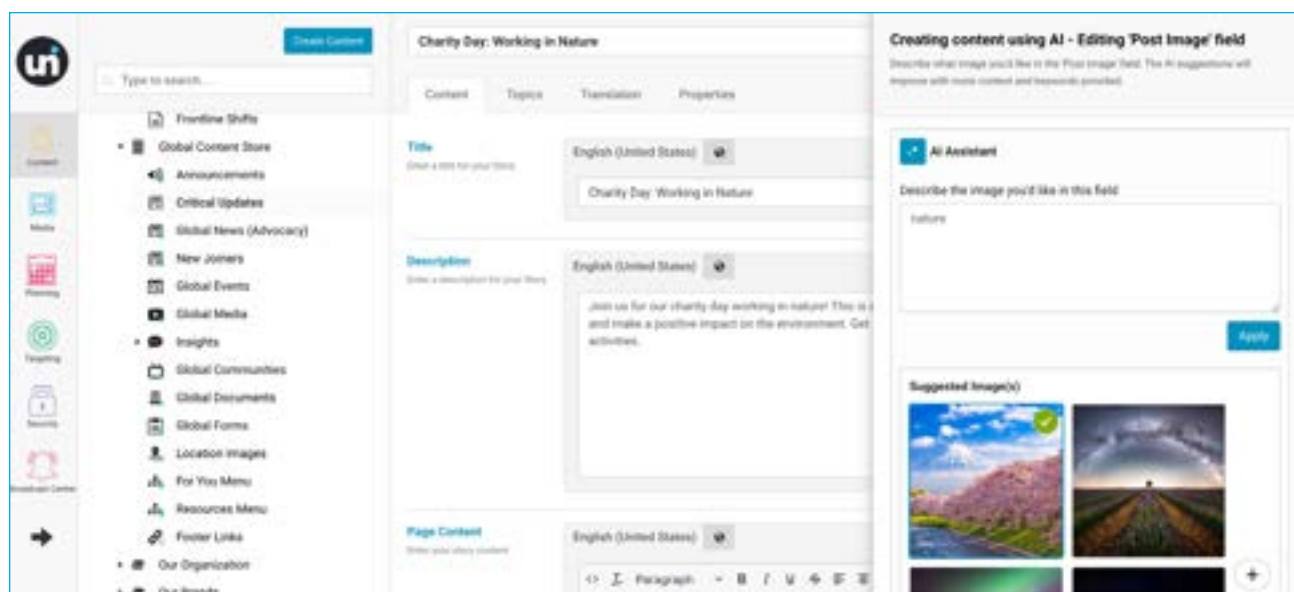 uni
Create Content
Type to search...
Frontline Shifts
Global Content Store
Announcements
Critical Updates
Global News (Advocacy)
New Joiners
Global Events
Global Media
Insights
Global Communities
Global Documents
Global Forms
Location Images
For You Menu
Resources Menu
Footer Links
Our Organization
Our Brands
Content
Media
Planning
Targeting
Security
Broadcast Center
Charity Day: Working in Nature
Content Topics Translation Properties
Title
Enter a title for your Story
English (United States)
Charity Day: Working in Nature
Description
Enter a description for your Story
English (United States)
Join us for our charity day working in nature! This is
and make a positive impact on the environment. Get
activities.
Page Content
Enter your story content
English (United States)
<> I Paragraph B I U S
Creating content using AI - Editing 'Post Image' field
Describe what image you'd like in the 'Post Image' field. The AI suggestions will
improve with more context and keywords provided.
AI Assistant
Describe the image you'd like in this field
nature
Apply
Suggested Image(s)